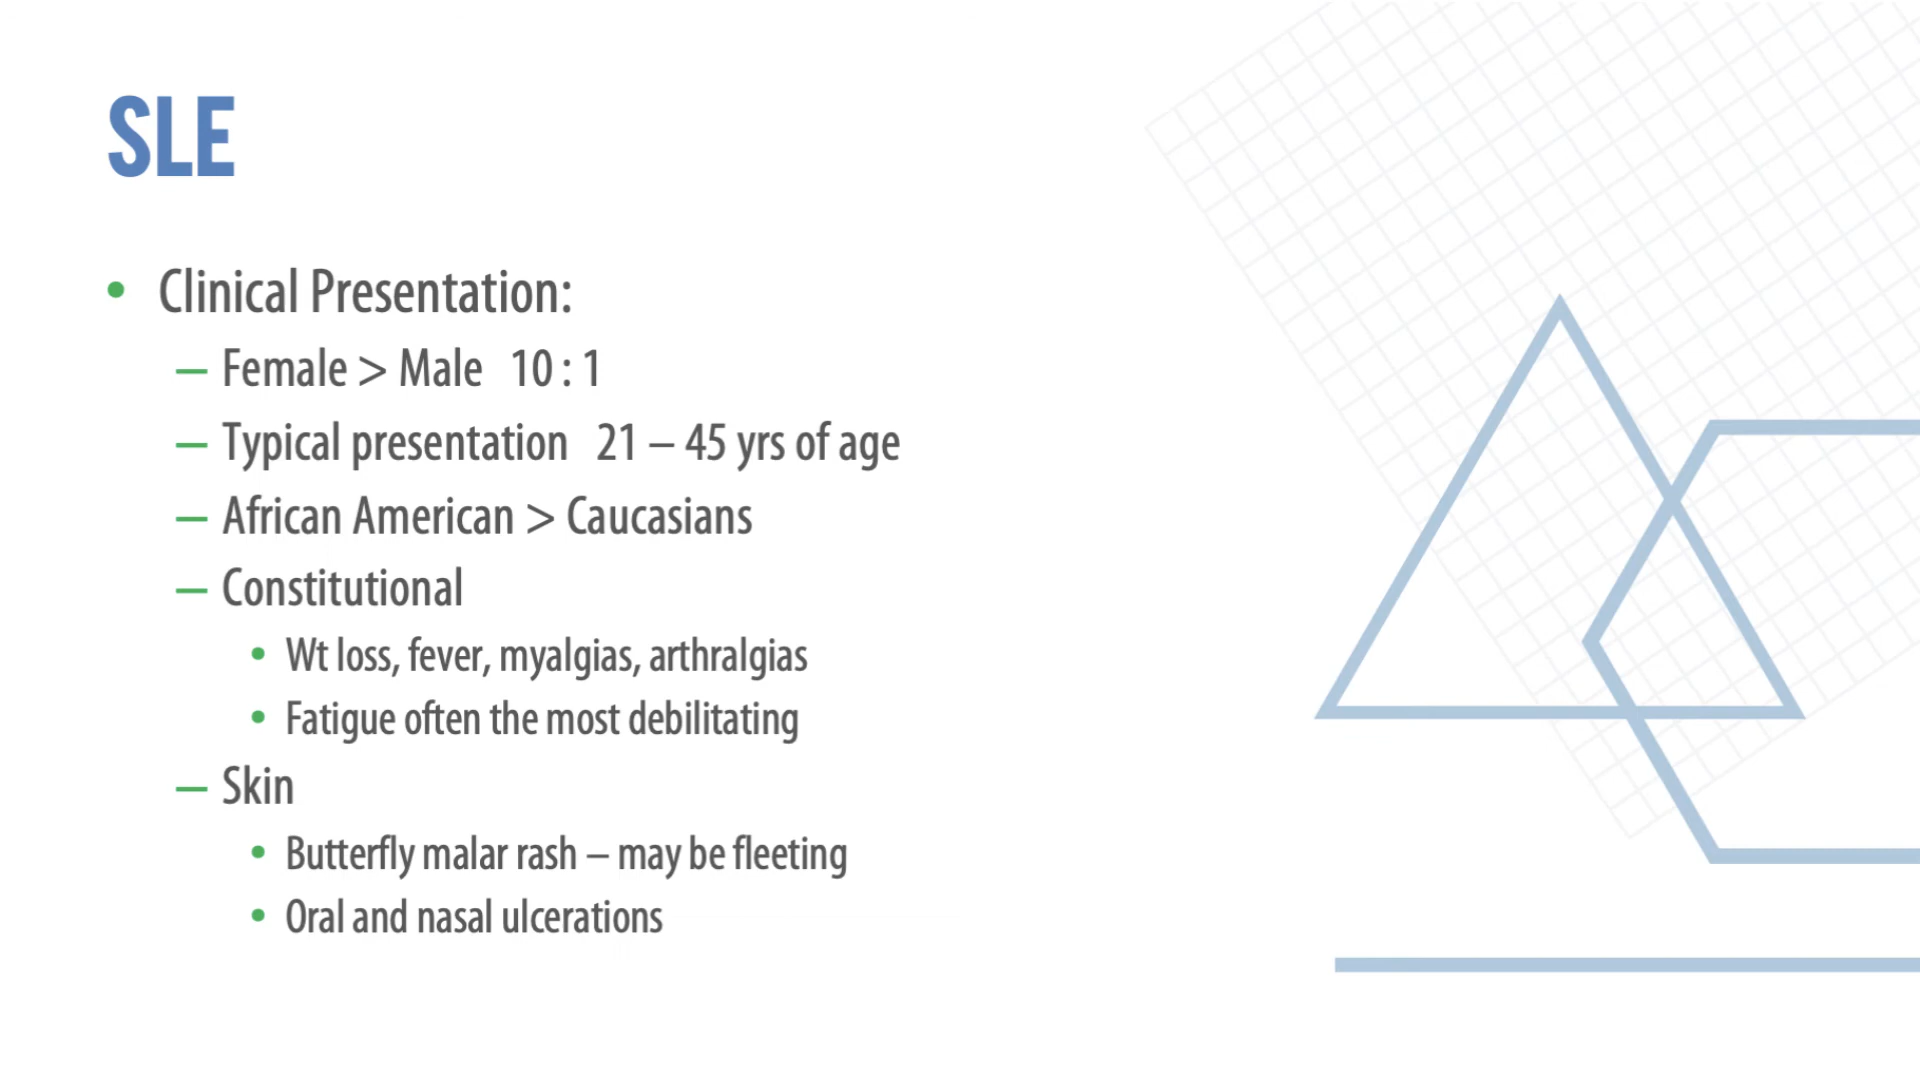 SLE
• Clinical Presentation:
– Female > Male 10 : 1
– Typical presentation 21 – 45 yrs of age
– African American > Caucasians
– Constitutional
• Wt loss, fever, myalgias, arthralgias
• Fatigue often the most debilitating
– Skin
• Butterfly malar rash – may be fleeting
• Oral and nasal ulcerations